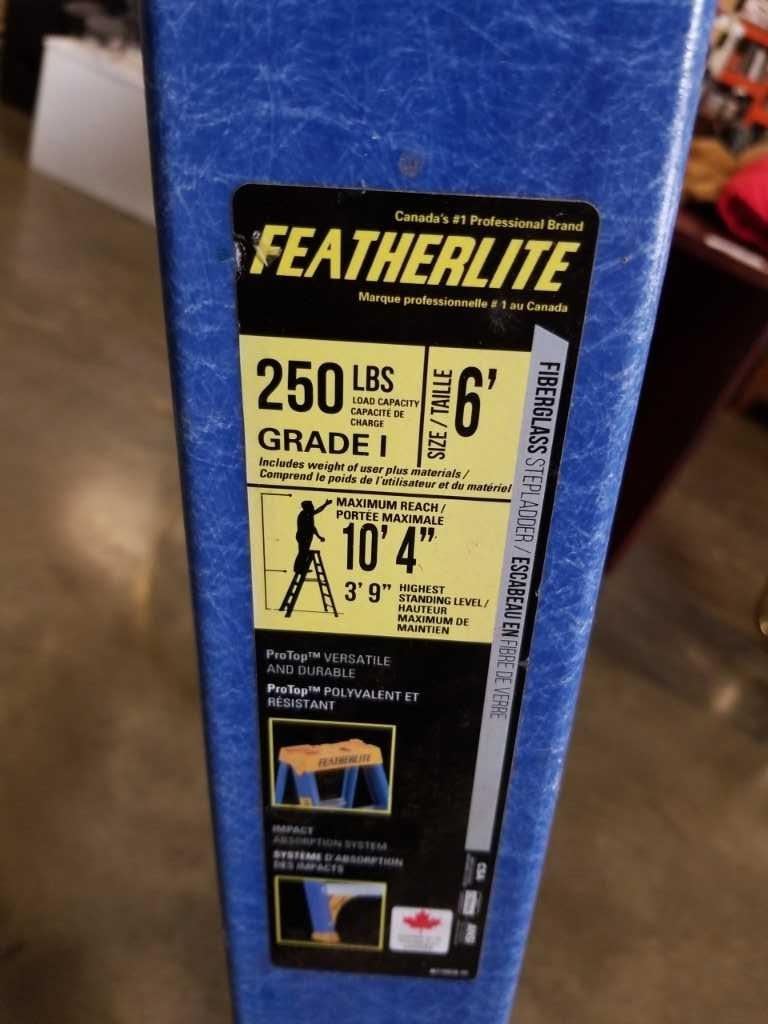 Canada's #1 Professional Brand
FEATHERLITE
Marque professionnelle # 1 au Canada
250 LBS
LOAD CAPACITY
CAPACITÉ DE
CHARGE
GRADE I
SIZE / TAILLE
6'
Includes weight of user plus materials /
Comprend le poids de l'utilisateur et du matériel
FIBERGLASS STEPLADDER / ESCABEAU EN FIBRE DE VERRE
MAXIMUM REACH /
PORTÉE MAXIMALE
10' 4"
3' 9" HIGHEST
STANDING LEVEL /
HAUTEUR
MAXIMUM DE
MAINTIEN
ProTop™ VERSATILE
AND DURABLE
ProTop™ POLYVALENT ET
RÉSISTANT
FEATHERLITE
IMPACT
ABSORPTION SYSTEM
SYSTÈME D'ABSORPTION
DES IMPACTS
CSA